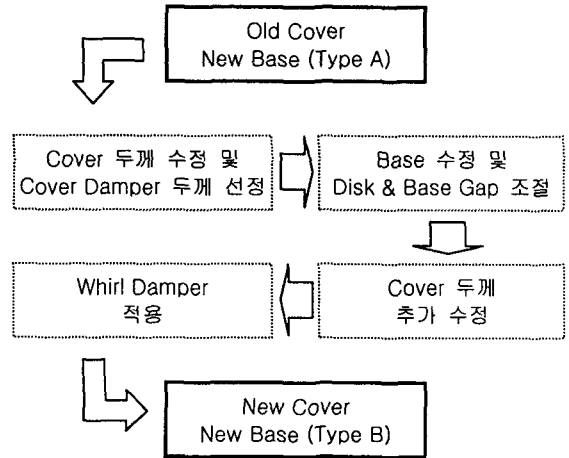 Old Cover
New Base (Type A)
Cover 두께 수정 및
Cover Damper 두께 선정
Base 수정 및
Disk & Base Gap 조절
Whirl Damper
적용
Cover 두께
추가 수정
New Cover
New Base (Type B)